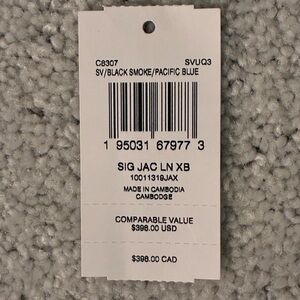 C8307 SVUQ3
SV/BLACK SMOKE/PACIFIC BLUE
1 95031 67977 3
SIG JAC LN XB
10011319JAX
MADE IN CAMBODIA
CAMBODGE
COMPARABLE VALUE
$398.00 USD
$398.00 CAD